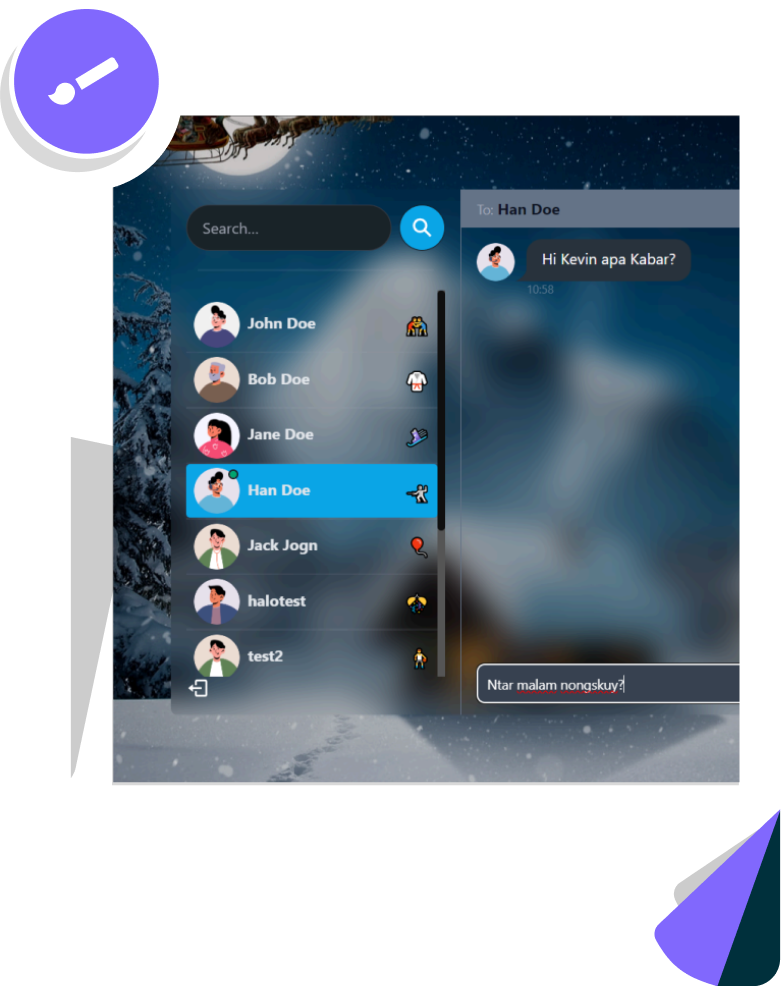 Search...
John Doe
Bob Doe
Jane Doe
Han Doe
Jack Jogn
halotest
test2
To: Han Doe
Hi Kevin apa Kabar?
10:58
Ntar malam nongskuy?